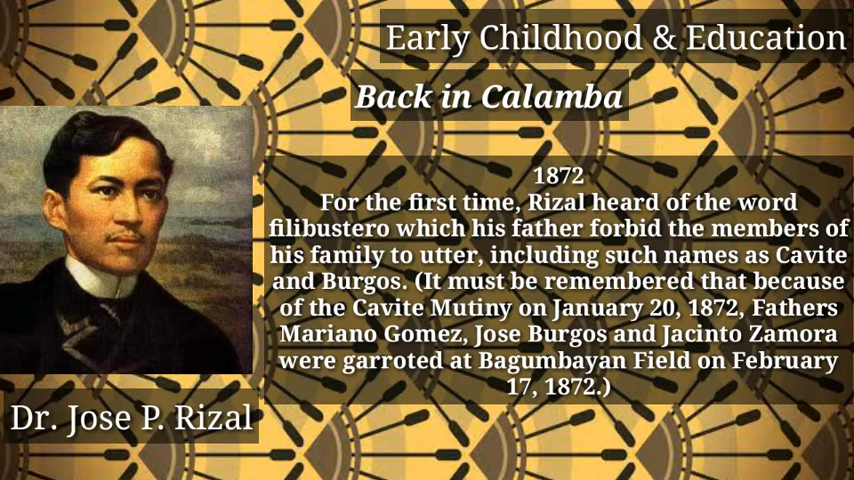 Early Childhood & Education
Back in Calamba
1872
For the first time, Rizal heard of the word
filibustero which his father forbid the members of
his family to utter, including such names as Cavite
and Burgos. (It must be remembered that because
of the Cavite Mutiny on January 20, 1872, Fathers
Mariano Gomez, Jose Burgos and Jacinto Zamora
were garroted at Bagumbayan Field on February
17, 1872.)
Dr. Jose P. Rizal